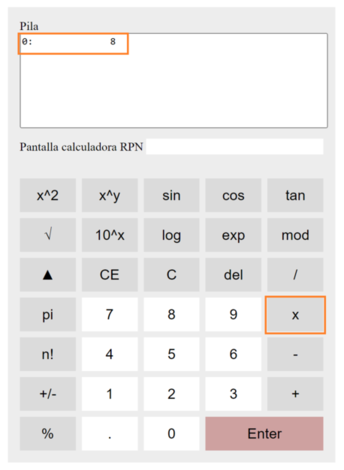 Pila
0: 8
Pantalla calculadora RPN
x^2 x^y sin cos tan
√ 10^x log exp mod
▲ CE C del /
pi 7 8 9 x
n! 4 5 6 -
+/- 1 2 3 +
% . 0 Enter